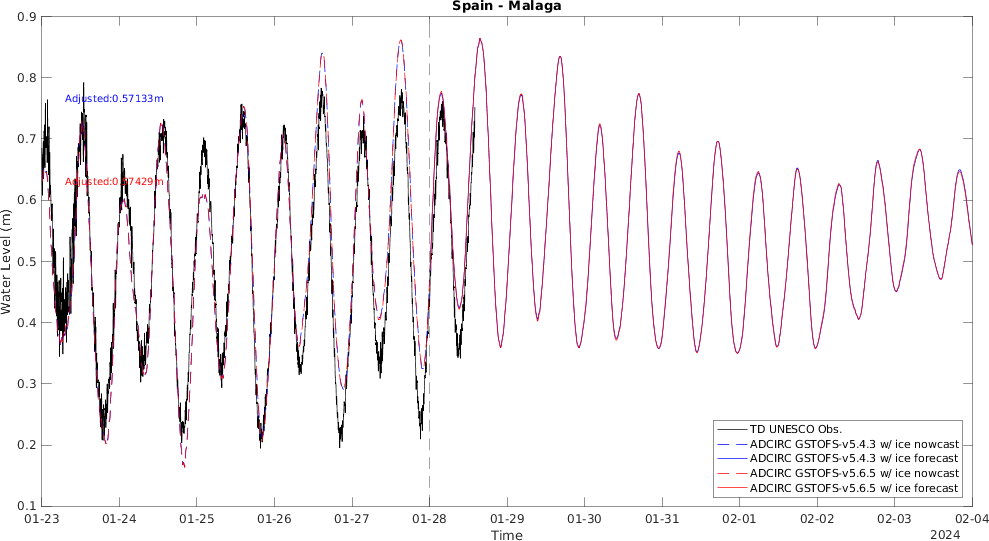 Spain - Malaga
0.9
0.8
0.7
0.6
0.5
0.4
0.3
0.2
0.1
Water Level (m)
Adjusted:0.57133m
01-23
01-24
01-25
01-26
01-27
01-28
01-29
01-30
01-31
02-01
02-02
02-03
02-04
Time
2024
TD UNESCO Obs.
ADCIRC GSTOFS-v5.4.3 w/ ice nowcast
ADCIRC GSTOFS-v5.4.3 w/ ice forecast
ADCIRC GSTOFS-v5.6.5 w/ ice nowcast
ADCIRC GSTOFS-v5.6.5 w/ ice forecast